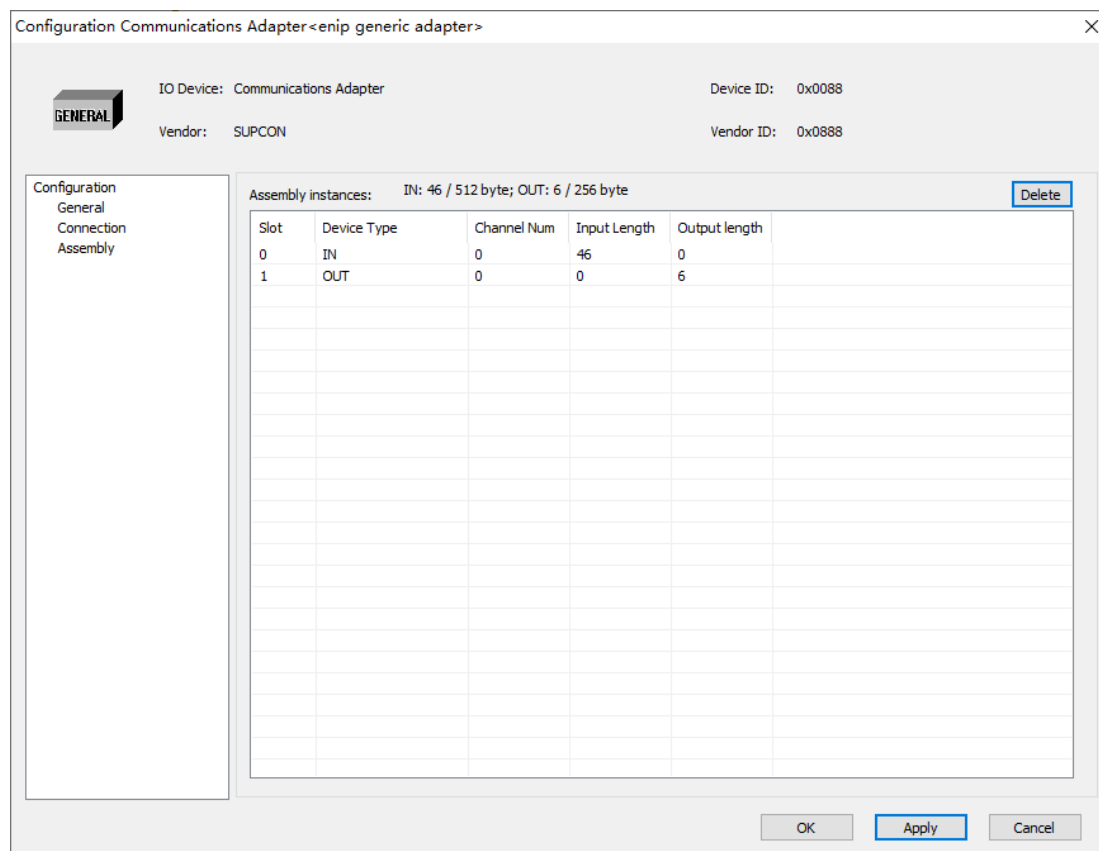 Configuration Communications Adapter<enip generic adapter>
IO Device: Communications Adapter Device ID: 0x0088
GENERAL
Vendor: SUPCON Vendor ID: 0x0888
Configuration
General
Connection
Assembly
Assembly instances: IN: 46 / 512 byte; OUT: 6 / 256 byte Delete
Slot Device Type Channel Num Input Length Output length
0 IN 0 46 0
1 OUT 0 0 6
OK Apply Cancel